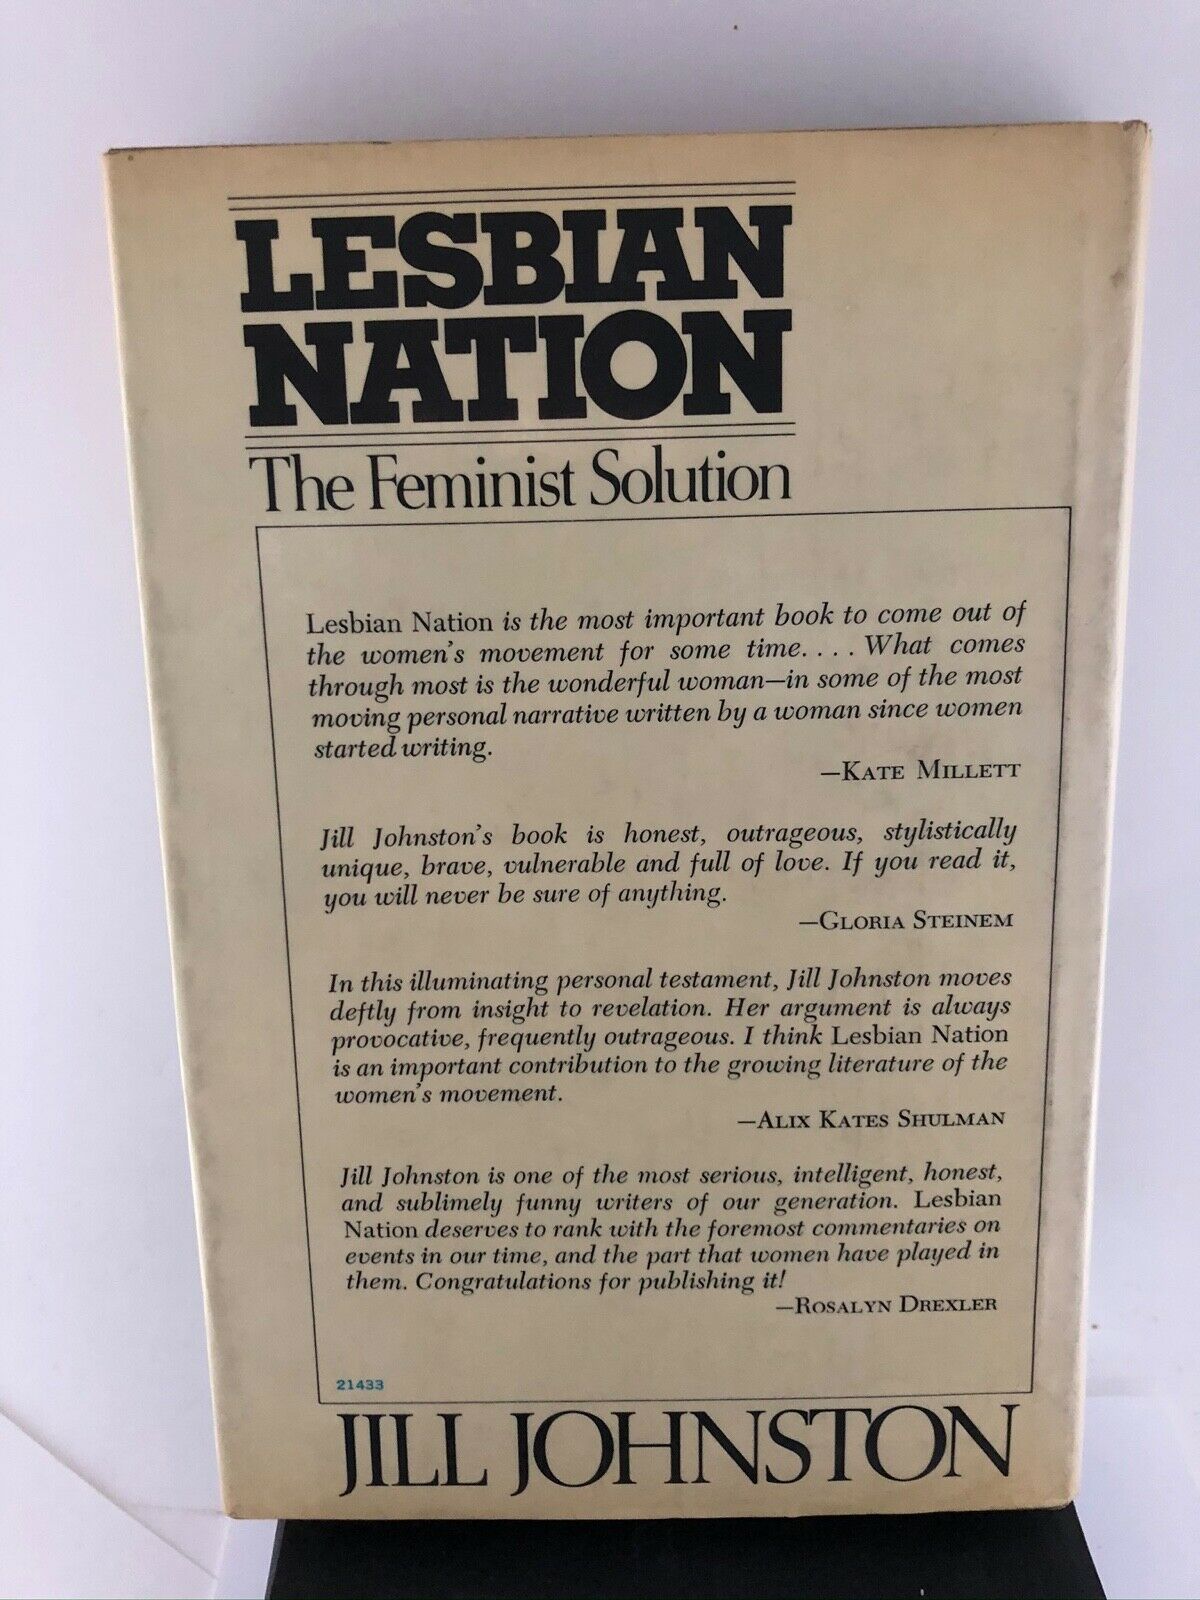 LESBIAN
NATION
The Feminist Solution
Lesbian Nation is the most important book to come out of
the women's movement for some time.... What comes
through most is the wonderful woman—in some of the most
moving personal narrative written by a woman since women
started writing.
—KATE MILLETT
Jill Johnston's book is honest, outrageous, stylistically
unique, brave, vulnerable and full of love. If you read it,
you will never be sure of anything.
—GLORIA STEINEM
In this illuminating personal testament, Jill Johnston moves
deftly from insight to revelation. Her argument is always
provocative, frequently outrageous. I think Lesbian Nation
is an important contribution to the growing literature of the
women's movement.
—ALIX KATES SHULMAN
Jill Johnston is one of the most serious, intelligent, honest,
and sublimely funny writers of our generation. Lesbian
Nation deserves to rank with the foremost commentaries on
events in our time, and the part that women have played in
them. Congratulations for publishing it!
—ROSALYN DREXLER
21433
JILL JOHNSTON